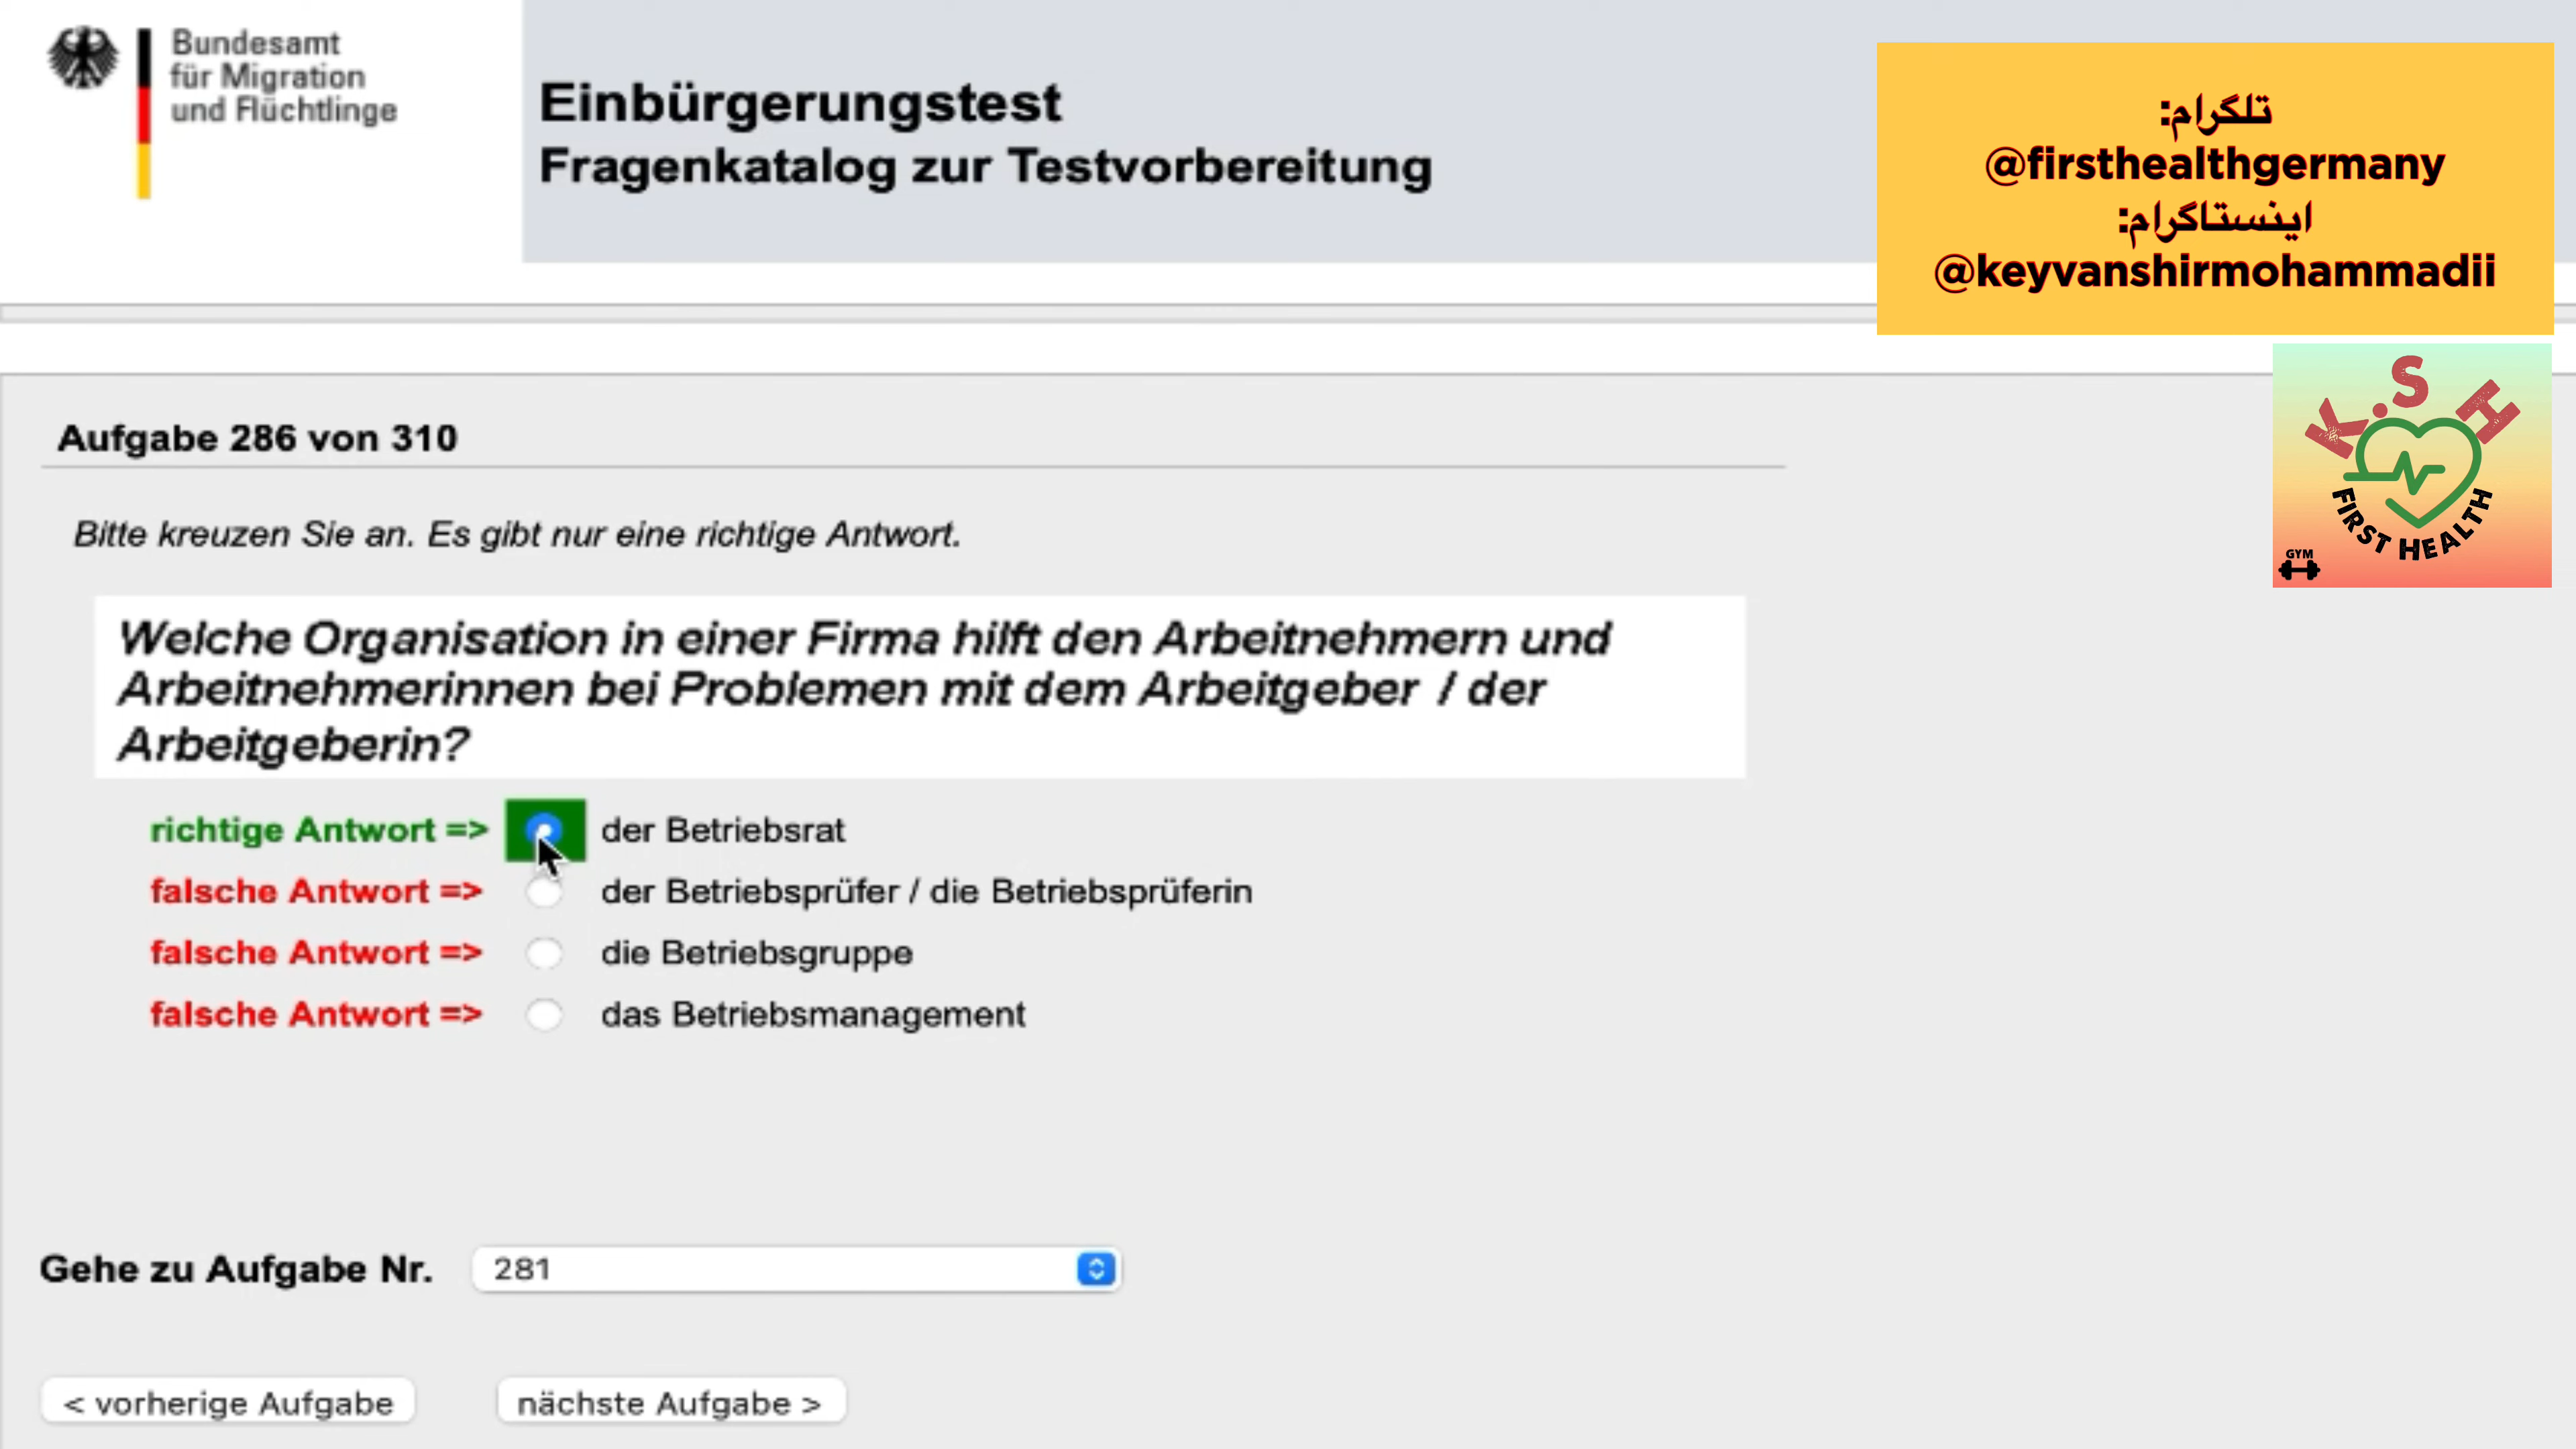 Bundesamt
für Migration
und Flüchtlinge
Einbürgerungstest
Fragenkatalog zur Testvorbereitung
تلگرام:
@firsthealthgermany
اینستاگرام:
@keyvanshirmohammadii
K.S H
FIRST HEALTH
GYM
Aufgabe 286 von 310
Bitte kreuzen Sie an. Es gibt nur eine richtige Antwort.
Welche Organisation in einer Firma hilft den Arbeitnehmern und
Arbeitnehmerinnen bei Problemen mit dem Arbeitgeber / der
Arbeitgeberin?
richtige Antwort => der Betriebsrat
falsche Antwort => der Betriebsprüfer / die Betriebsprüferin
falsche Antwort => die Betriebsgruppe
falsche Antwort => das Betriebsmanagement
Gehe zu Aufgabe Nr. 281
< vorherige Aufgabe
nächste Aufgabe >